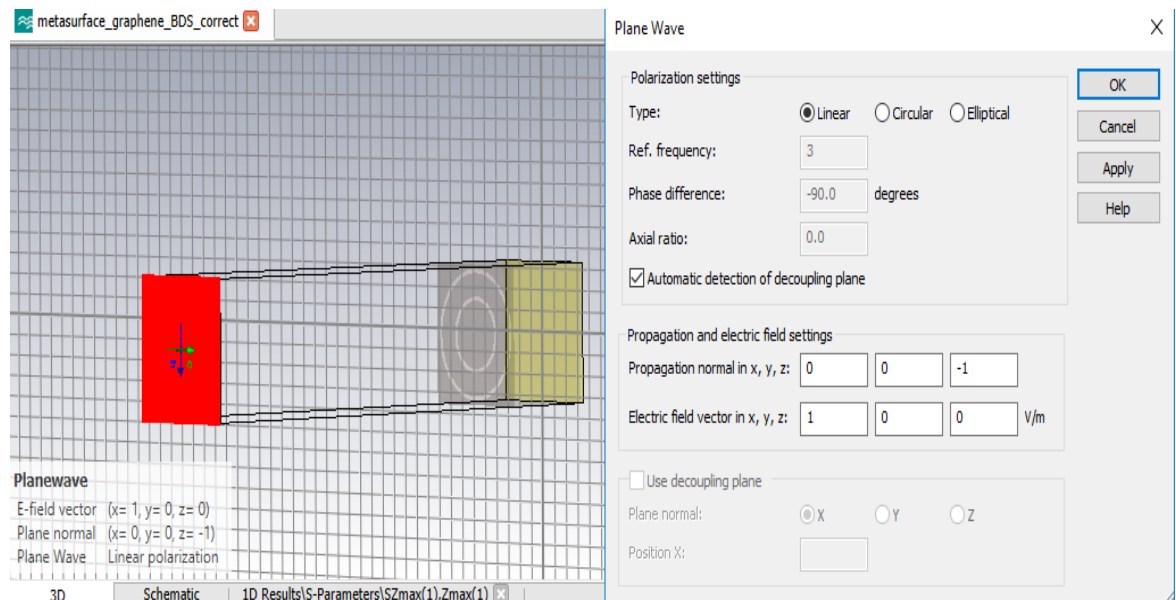 metasurface_graphene_BDS_correct
Planewave
E-field vector (x= 1, y= 0, z= 0)
Plane normal (x= 0, y= 0, z= -1)
Plane Wave Linear polarization
3D Schematic 1D Results\S-Parameters\SZmax(1),Zmax(1)
Plane Wave
Polarization settings
Type: Linear Circular Elliptical
Ref. frequency: 3
Phase difference: -90.0 degrees
Axial ratio: 0.0
Automatic detection of decoupling plane
Propagation and electric field settings
Propagation normal in x, y, z: 0 0 -1
Electric field vector in x, y, z: 1 0 0 V/m
Use decoupling plane
Plane normal: X Y Z
Position X:
OK
Cancel
Apply
Help